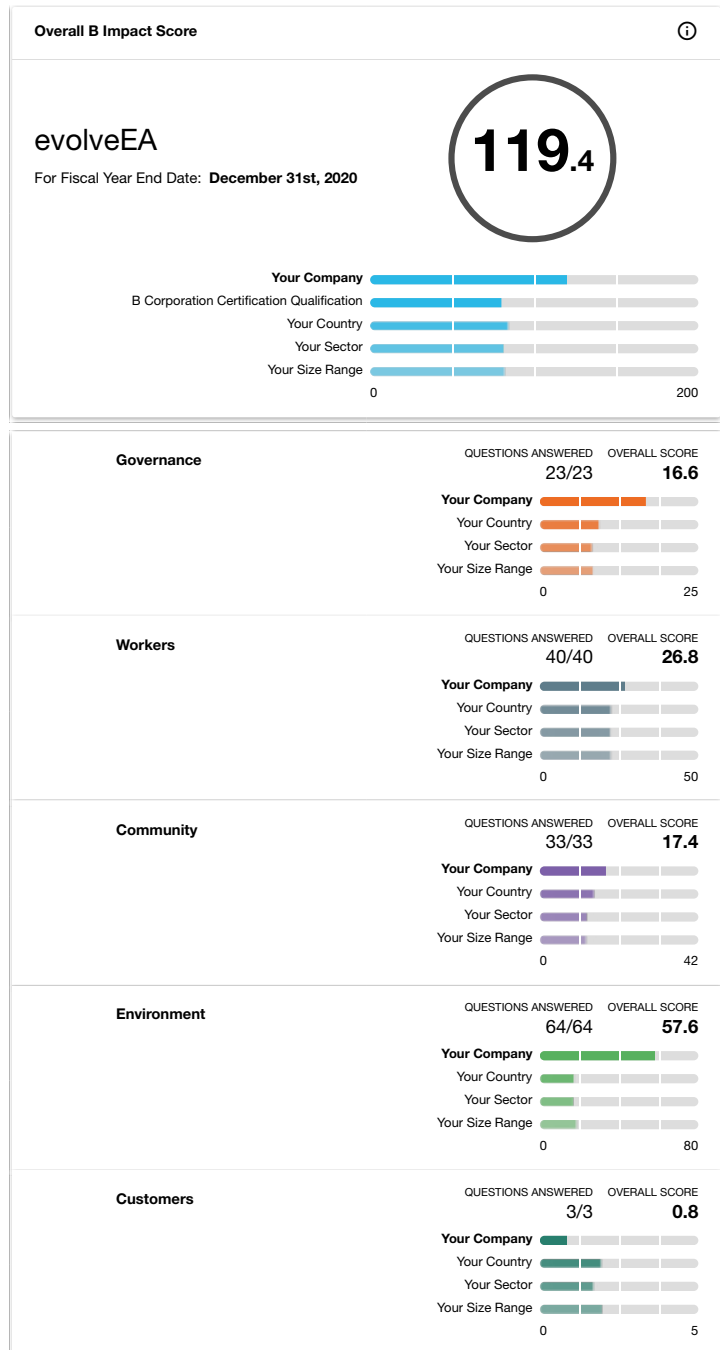 Overall B Impact Score
evolveEA
119.4
For Fiscal Year End Date: December 31st, 2020
Your Company
B Corporation Certification Qualification
Your Country
Your Sector
Your Size Range
0 200
Governance
QUESTIONS ANSWERED OVERALL SCORE
23/23 16.6
Your Company
Your Country
Your Sector
Your Size Range
0 25
Workers
QUESTIONS ANSWERED OVERALL SCORE
40/40 26.8
Your Company
Your Country
Your Sector
Your Size Range
0 50
Community
QUESTIONS ANSWERED OVERALL SCORE
33/33 17.4
Your Company
Your Country
Your Sector
Your Size Range
0 42
Environment
QUESTIONS ANSWERED OVERALL SCORE
64/64 57.6
Your Company
Your Country
Your Sector
Your Size Range
0 80
Customers
QUESTIONS ANSWERED OVERALL SCORE
3/3 0.8
Your Company
Your Country
Your Sector
Your Size Range
0 5